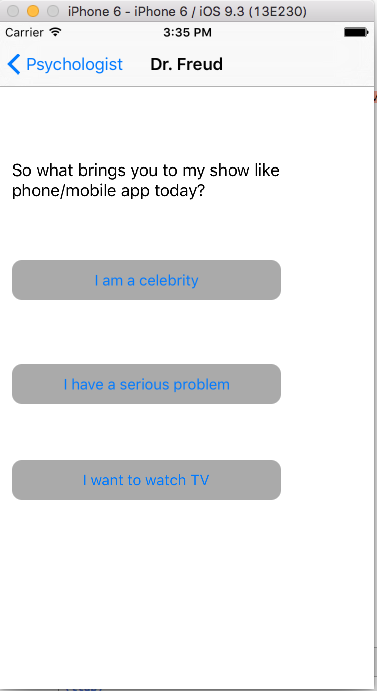 iPhone 6 - iPhone 6 / iOS 9.3 (13E230)
Carrier 3:35 PM
Psychologist Dr. Freud
So what brings you to my show like
phone/mobile app today?
I am a celebrity
I have a serious problem
I want to watch TV